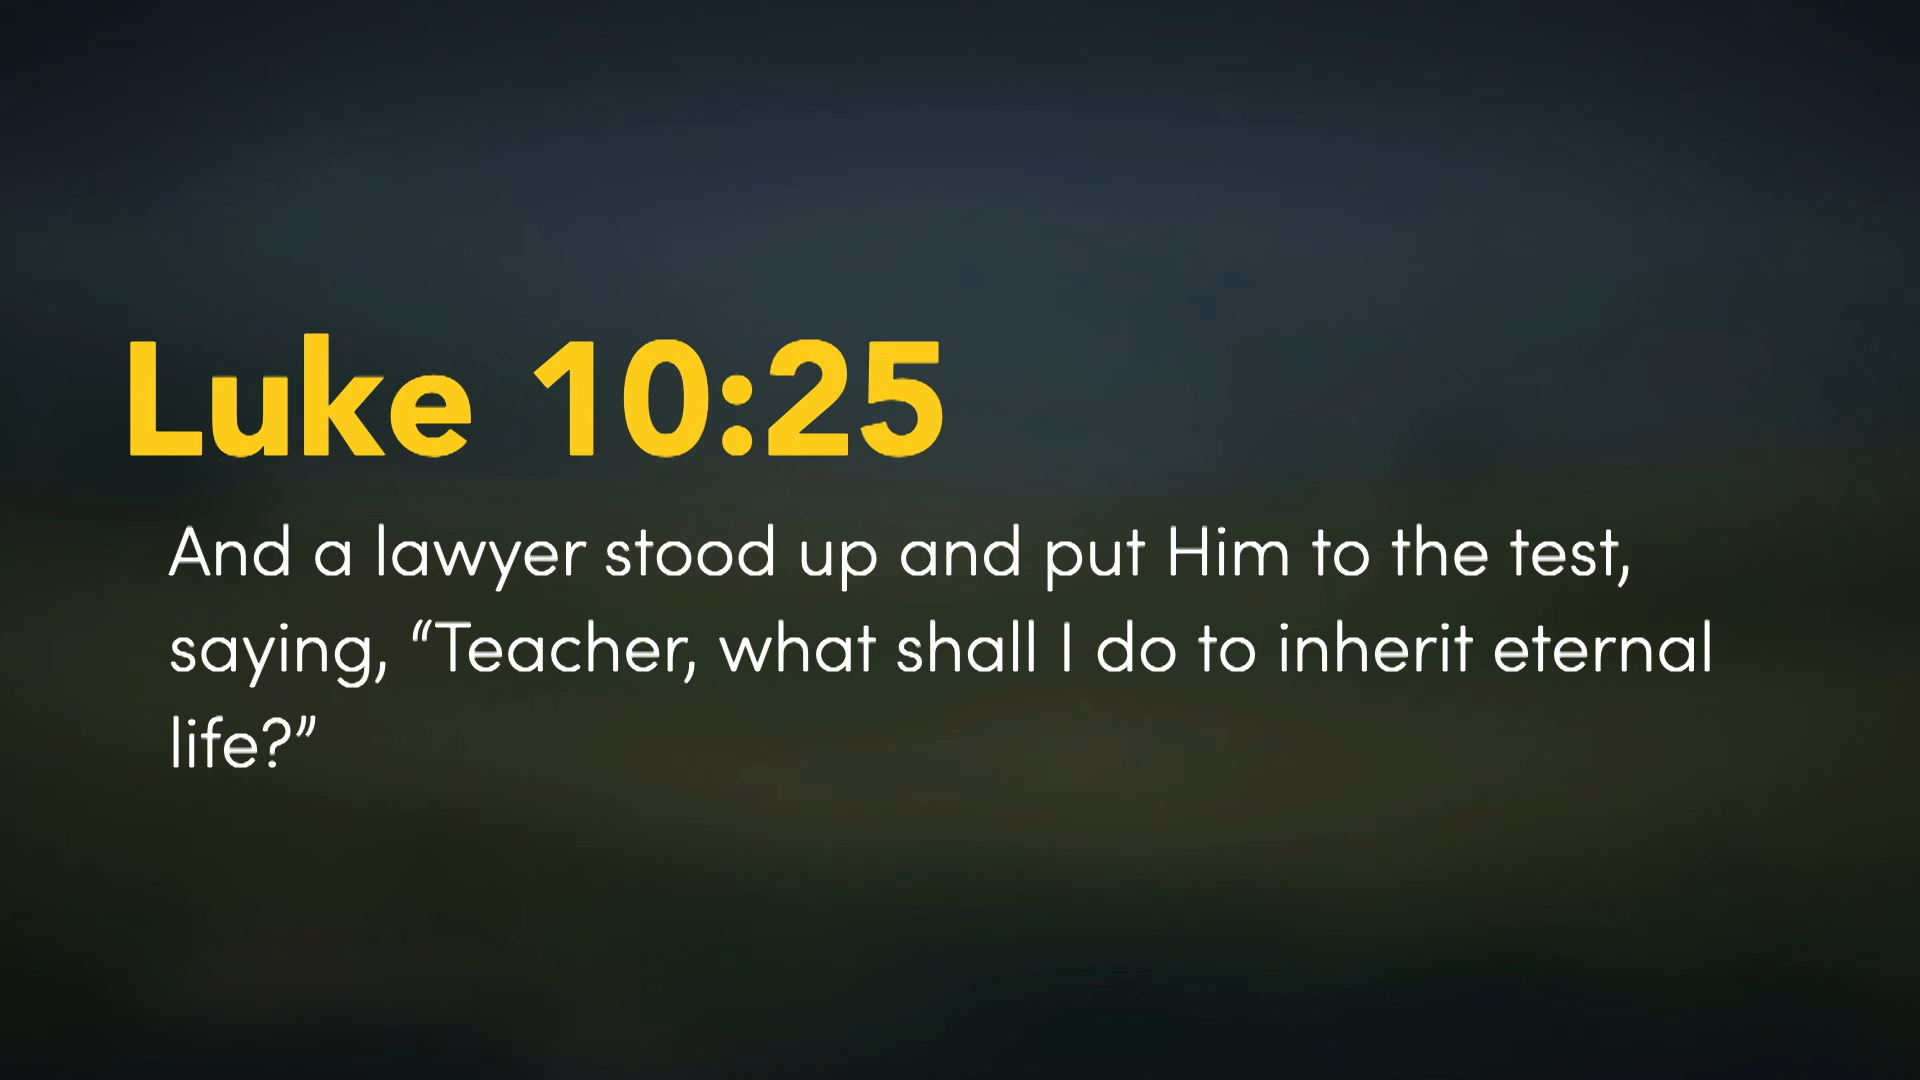 Luke 10:25
And a lawyer stood up and put Him to the test,
saying, “Teacher, what shall I do to inherit eternal
life?”